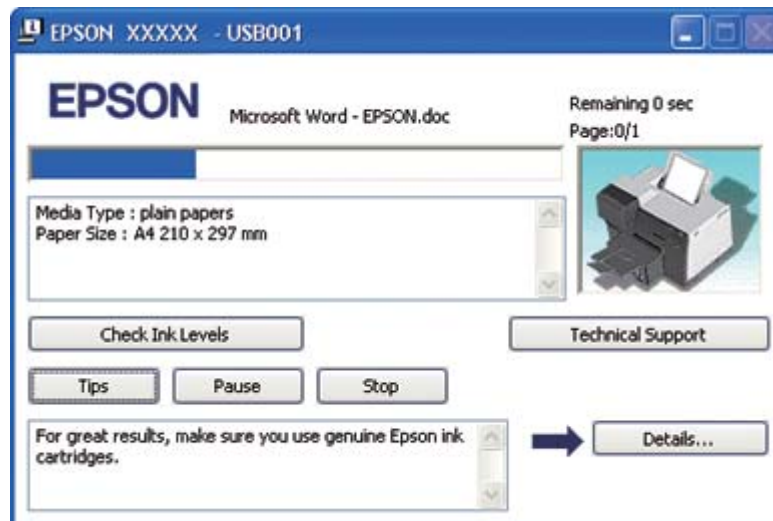 EPSON XXXXX - USB001
EPSON
Microsoft Word - EPSON.doc
Remaining 0 sec
Page:0/1
Media Type : plain papers
Paper Size : A4 210 x 297 mm
Check Ink Levels
Technical Support
Tips
Pause
Stop
For great results, make sure you use genuine Epson ink
cartridges.
Details...